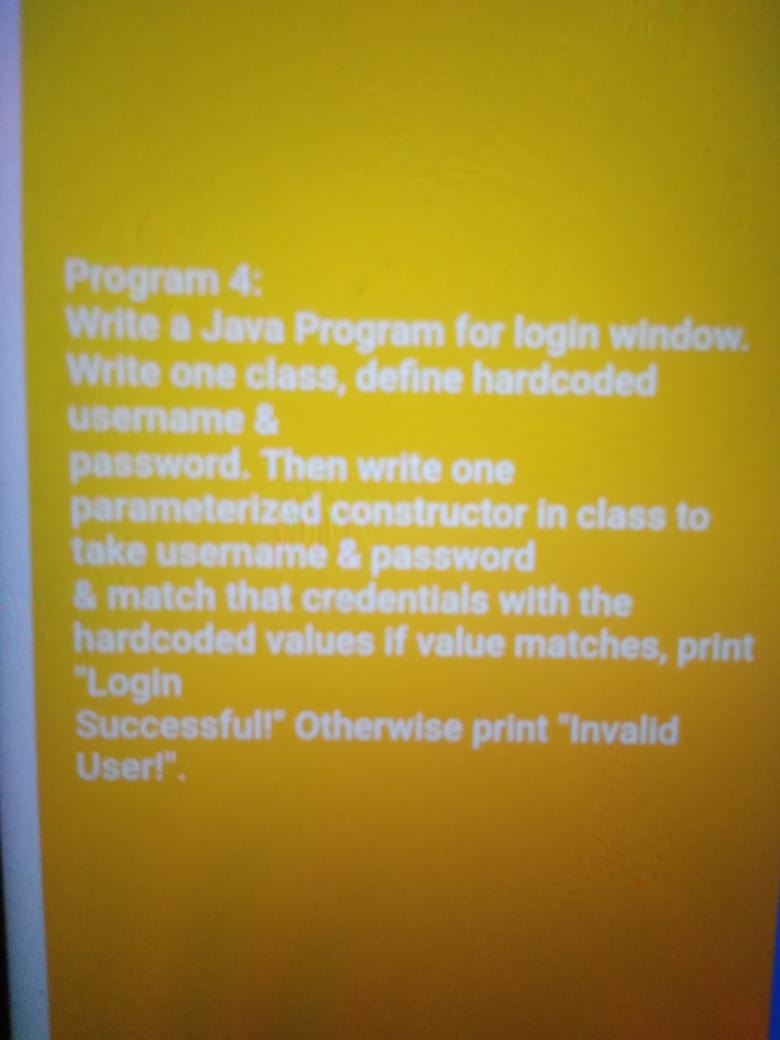 Program 4:
Write a Java Program for login window.
Write one class, define hardcoded
username &
password. Then write one
parameterized constructor in class to
take username & password
& match that credentials with the
hardcoded values if value matches, print
"Login
Successful!" Otherwise print "Invalid
User!".